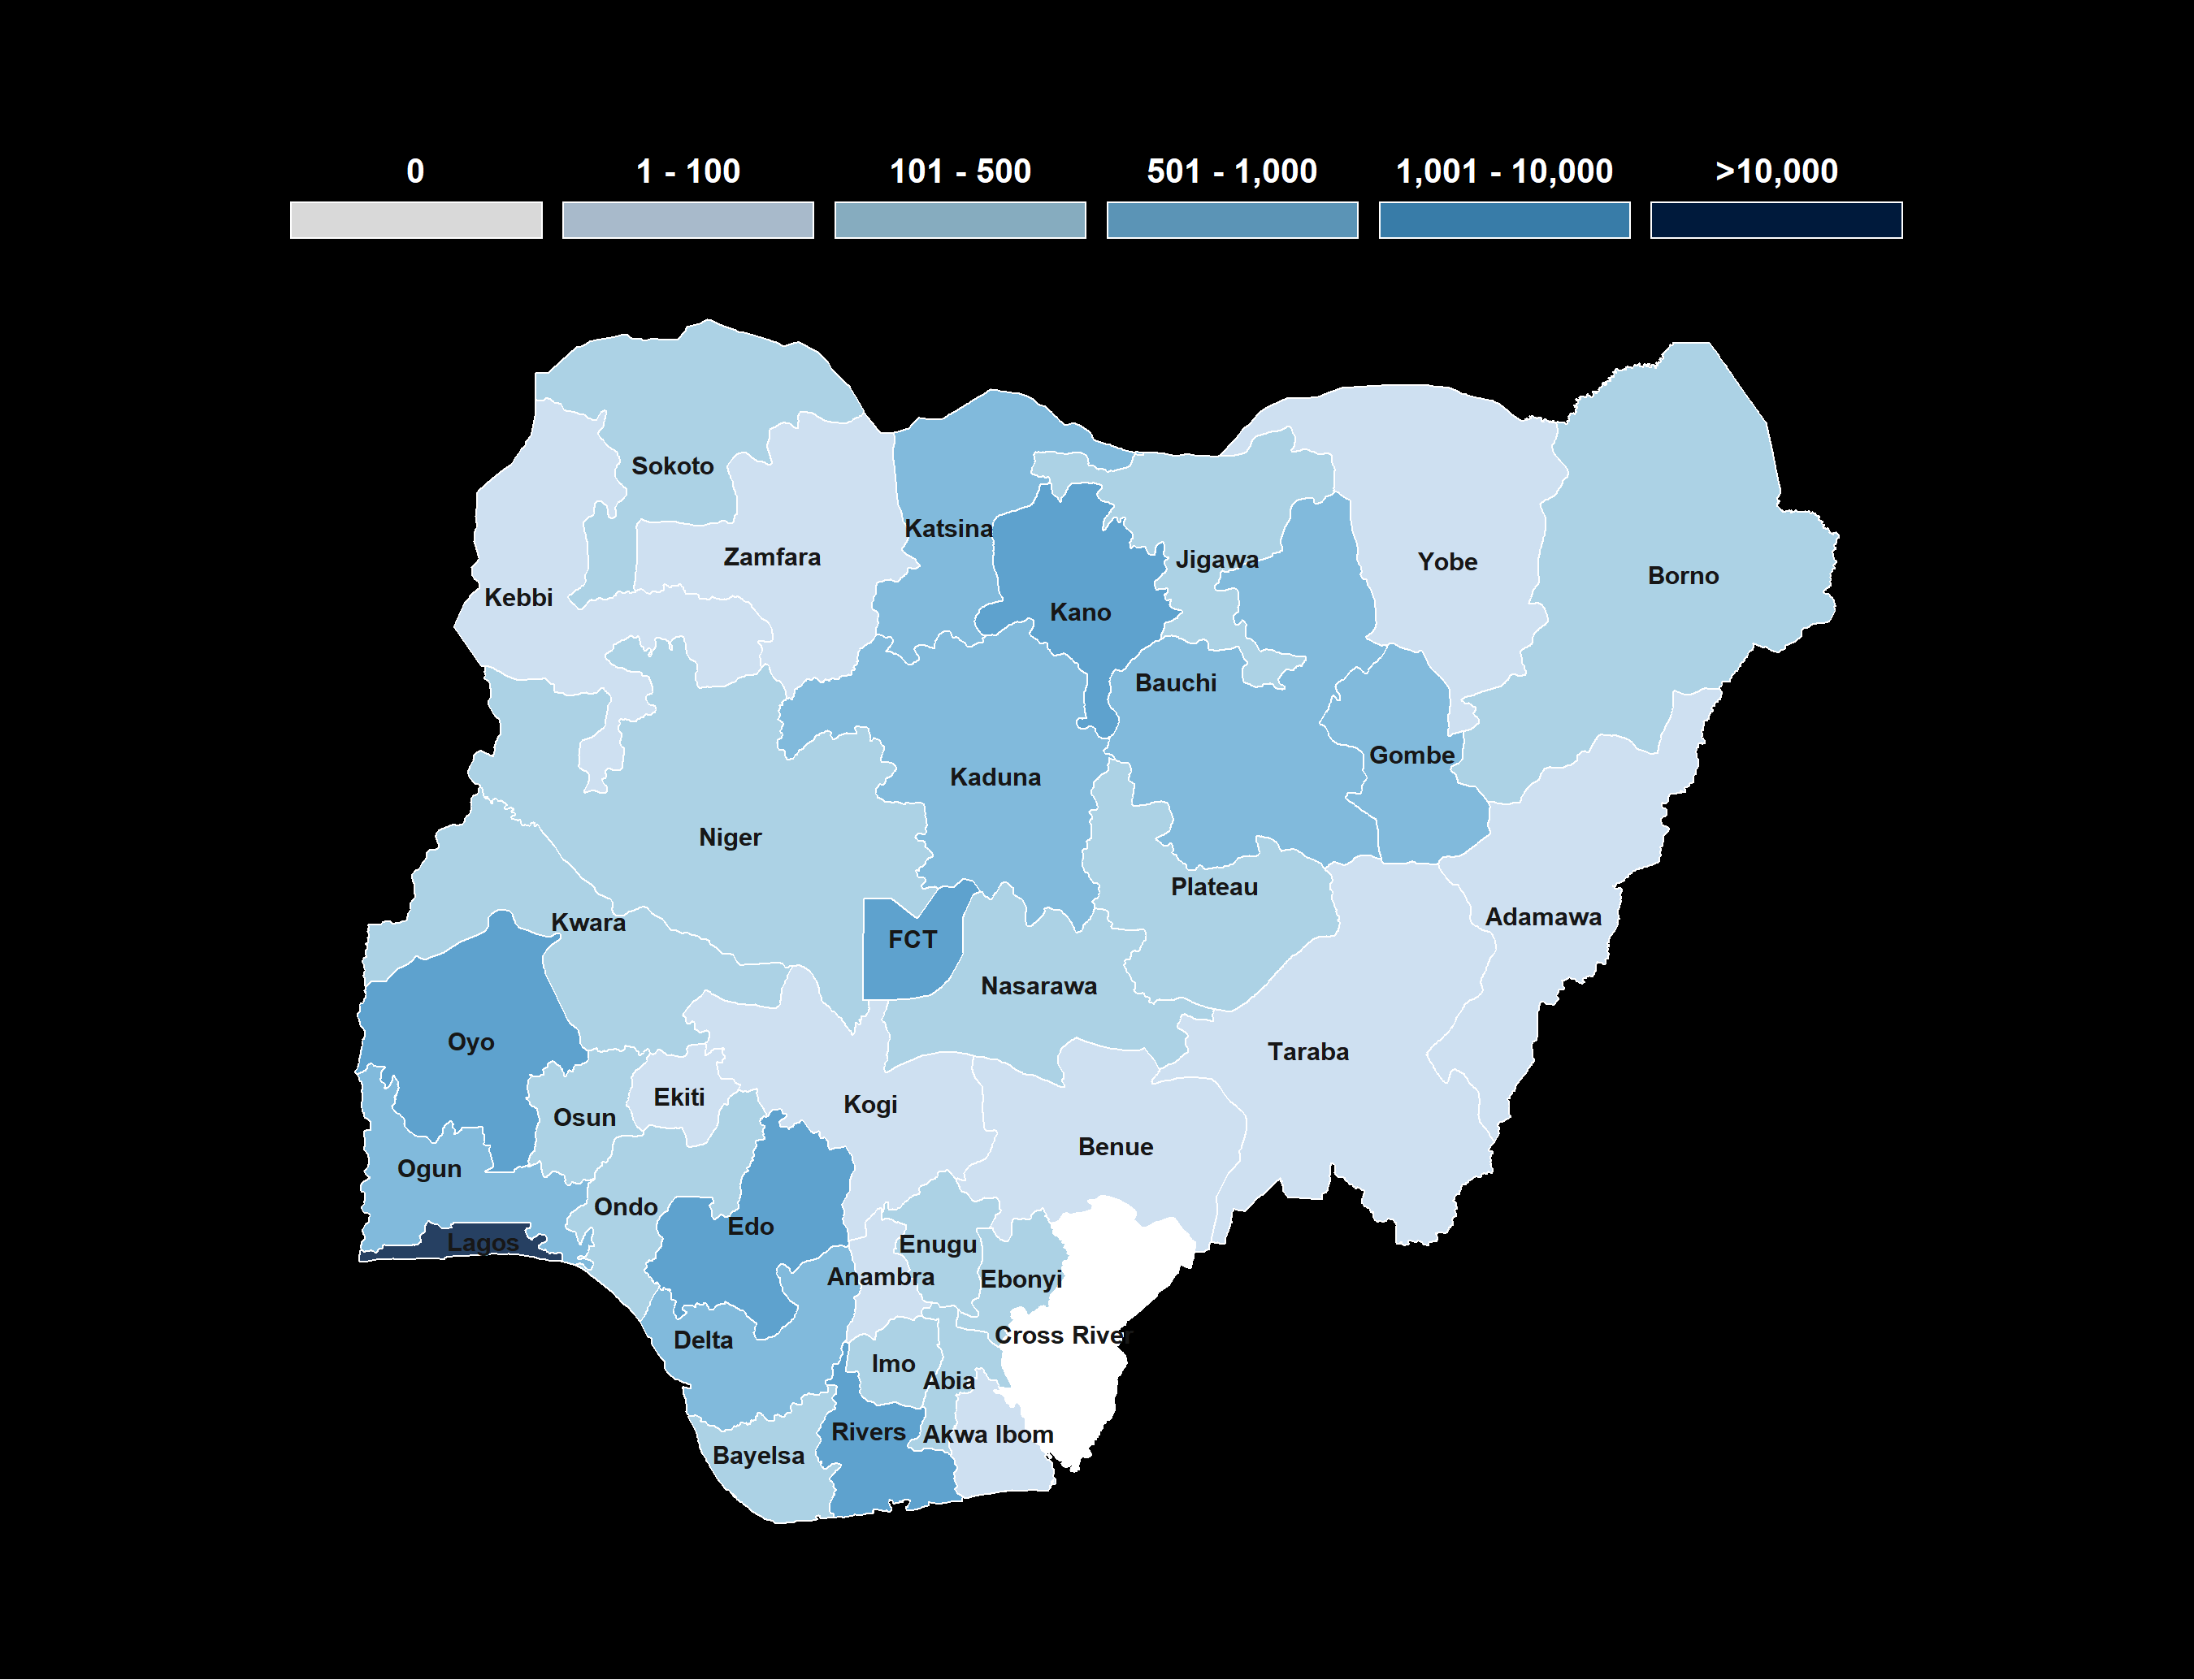 0 1 - 100 101 - 500 501 - 1,000 1,001 - 10,000 >10,000
Sokoto
Katsina
Zamfara
Jigawa
Yobe
Borno
Kebbi
Kano
Bauchi
Gombe
Kaduna
Niger
Plateau
Adamawa
Kwara
FCT
Nasarawa
Oyo
Taraba
Ekiti
Kogi
Osun
Benue
Ogun
Ondo
Edo
Lagos
Enugu
Anambra
Ebonyi
Cross River
Delta
Imo
Abia
Rivers
Akwa Ibom
Bayelsa